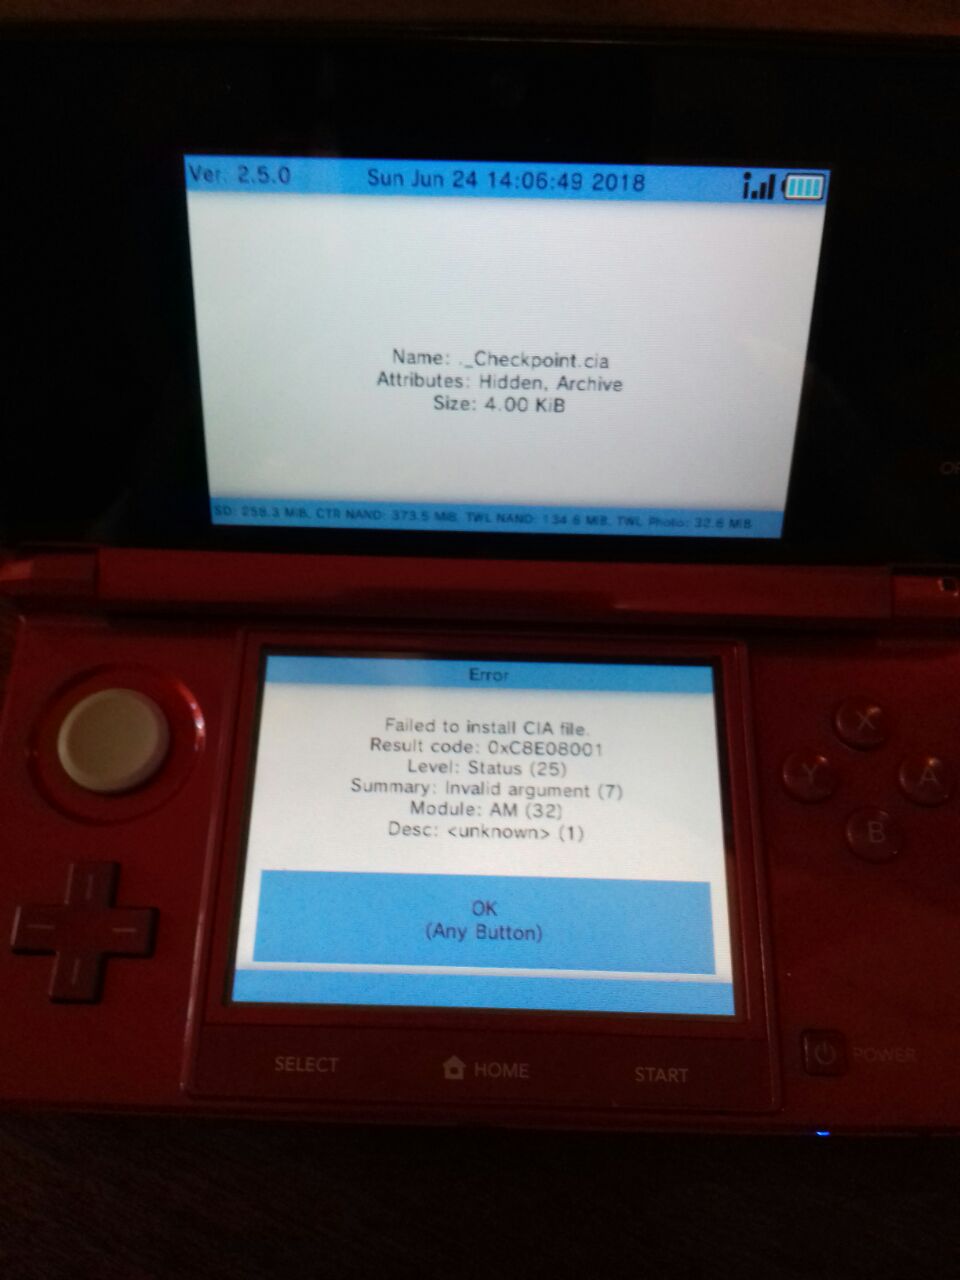 Ver. 2.5.0 Sun Jun 24 14:06:49 2018
Name: ._Checkpoint.cia
Attributes: Hidden, Archive
Size: 4.00 KiB
SD: 258.3 MiB, CTR NAND: 373.5 MiB, TWL NAND: 134.6 MiB, TWL Photo: 32.6 MiB
Error
Failed to install CIA file.
Result code: 0xC8E08001
Level: Status (25)
Summary: Invalid argument (7)
Module: AM (32)
Desc: <unknown> (1)
OK
(Any Button)
X
Y
A
B
SELECT
HOME
START
POWER